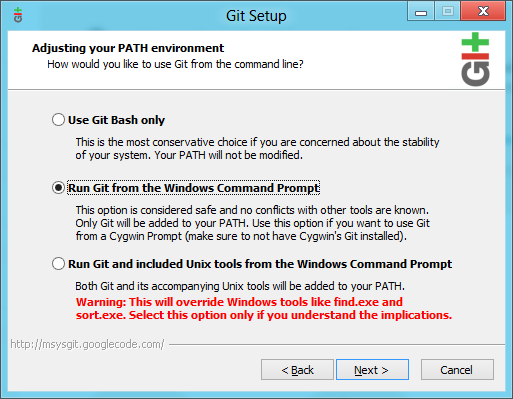 Git Setup
Adjusting your PATH environment
How would you like to use Git from the command line?
Git
Use Git Bash only
This is the most conservative choice if you are concerned about the stability
of your system. Your PATH will not be modified.
Run Git from the Windows Command Prompt
This option is considered safe and no conflicts with other tools are known.
Only Git will be added to your PATH. Use this option if you want to use Git
from a Cygwin Prompt (make sure to not have Cygwin's Git installed).
Run Git and included Unix tools from the Windows Command Prompt
Both Git and its accompanying Unix tools will be added to your PATH.
Warning: This will override Windows tools like find.exe and
sort.exe. Select this option only if you understand the implications.
http://msysgit.googlecode.com/
< Back
Next >
Cancel